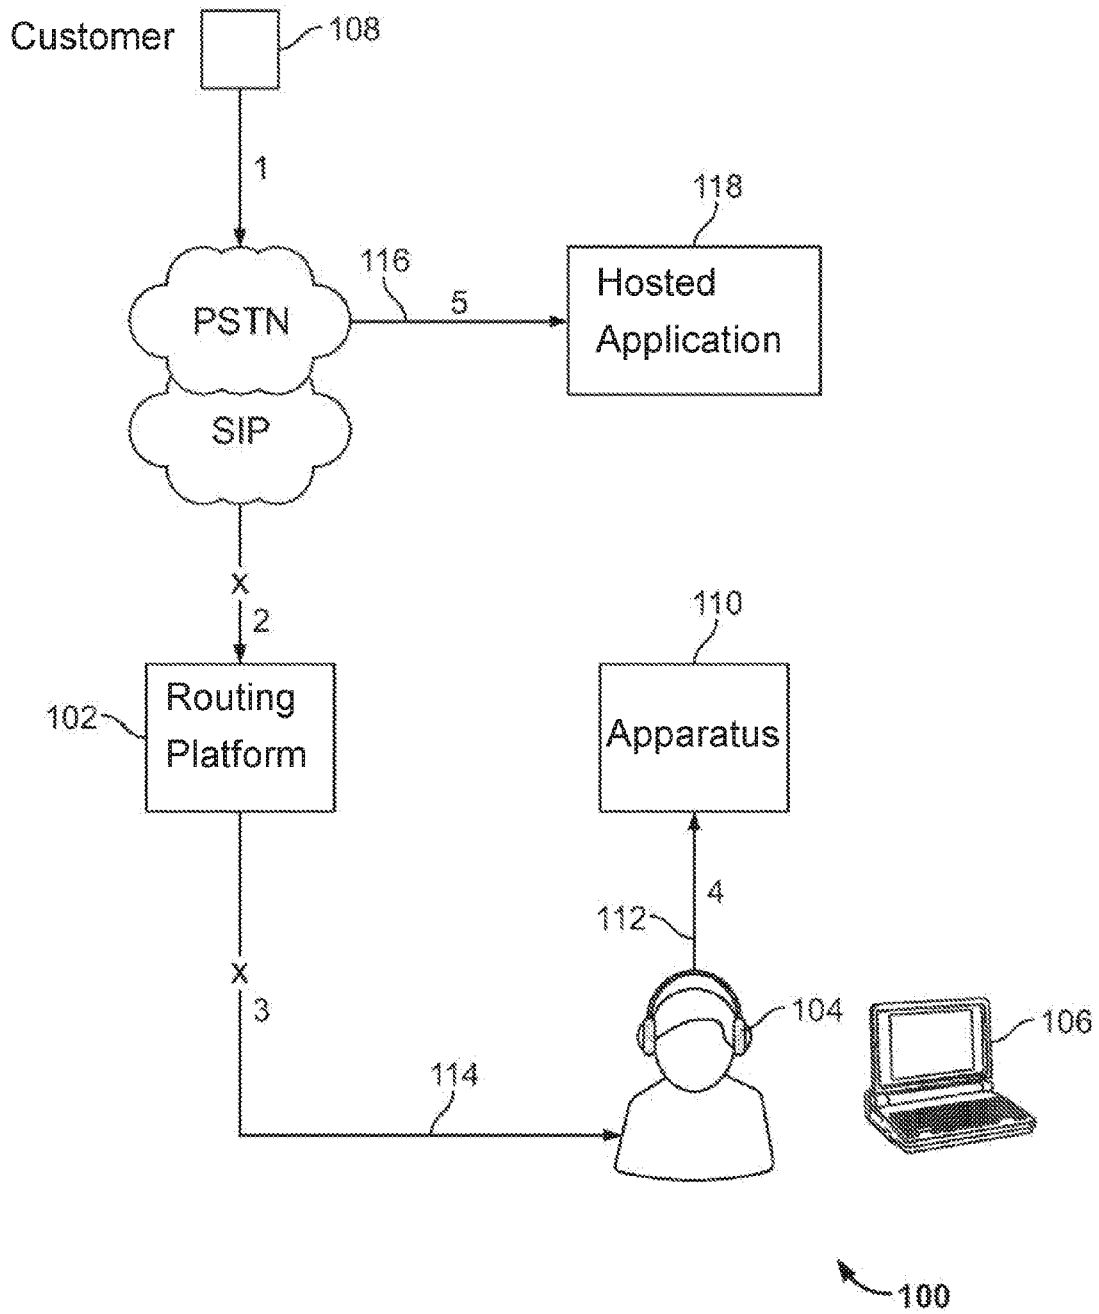 Customer
108
1
118
116
5
Hosted
Application
PSTN
SIP
x
2
110
102
Routing
Platform
Apparatus
4
112
x
3
104
106
114
100